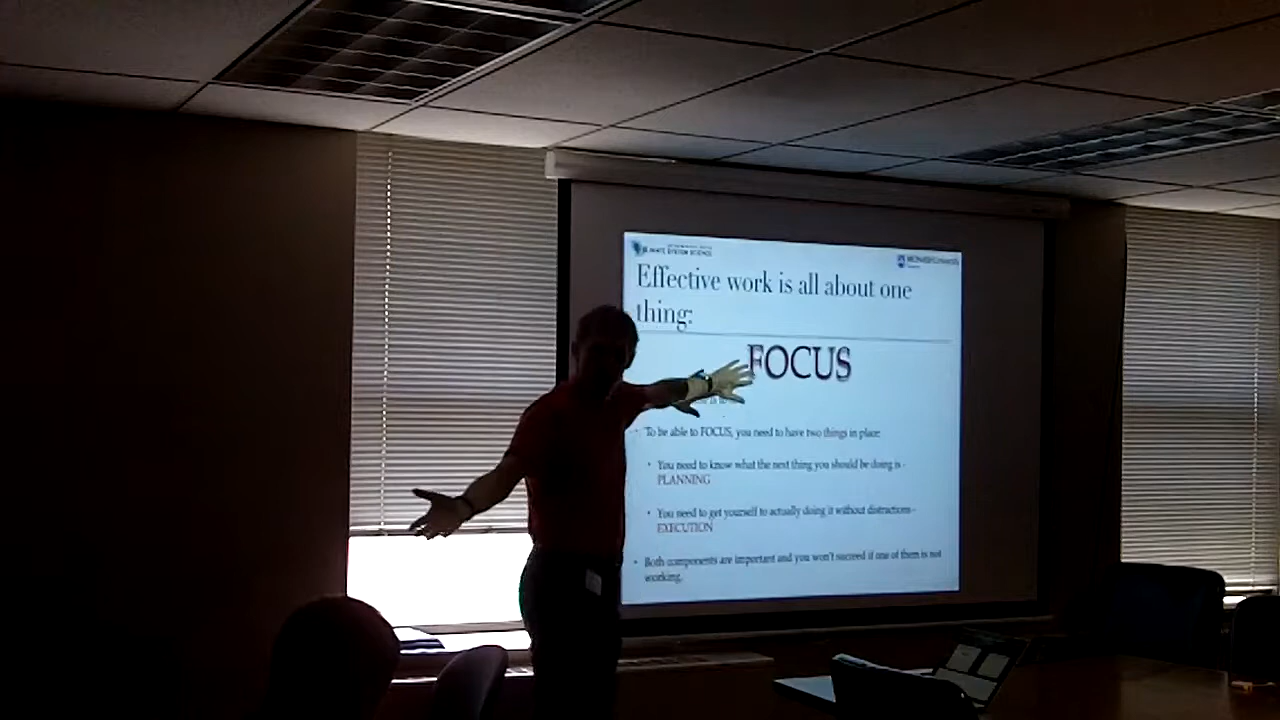 SYSTEM SCIENCE
Effective work is all about one
thing:
FOCUS
To be able to FOCUS, you need to have two things in place:
• You need to know what the next thing you should be doing is -
PLANNING
• You need to get yourself to actually doing it without distractions -
EXECUTION
• Both components are important and you won't succeed if one of them is not
working.